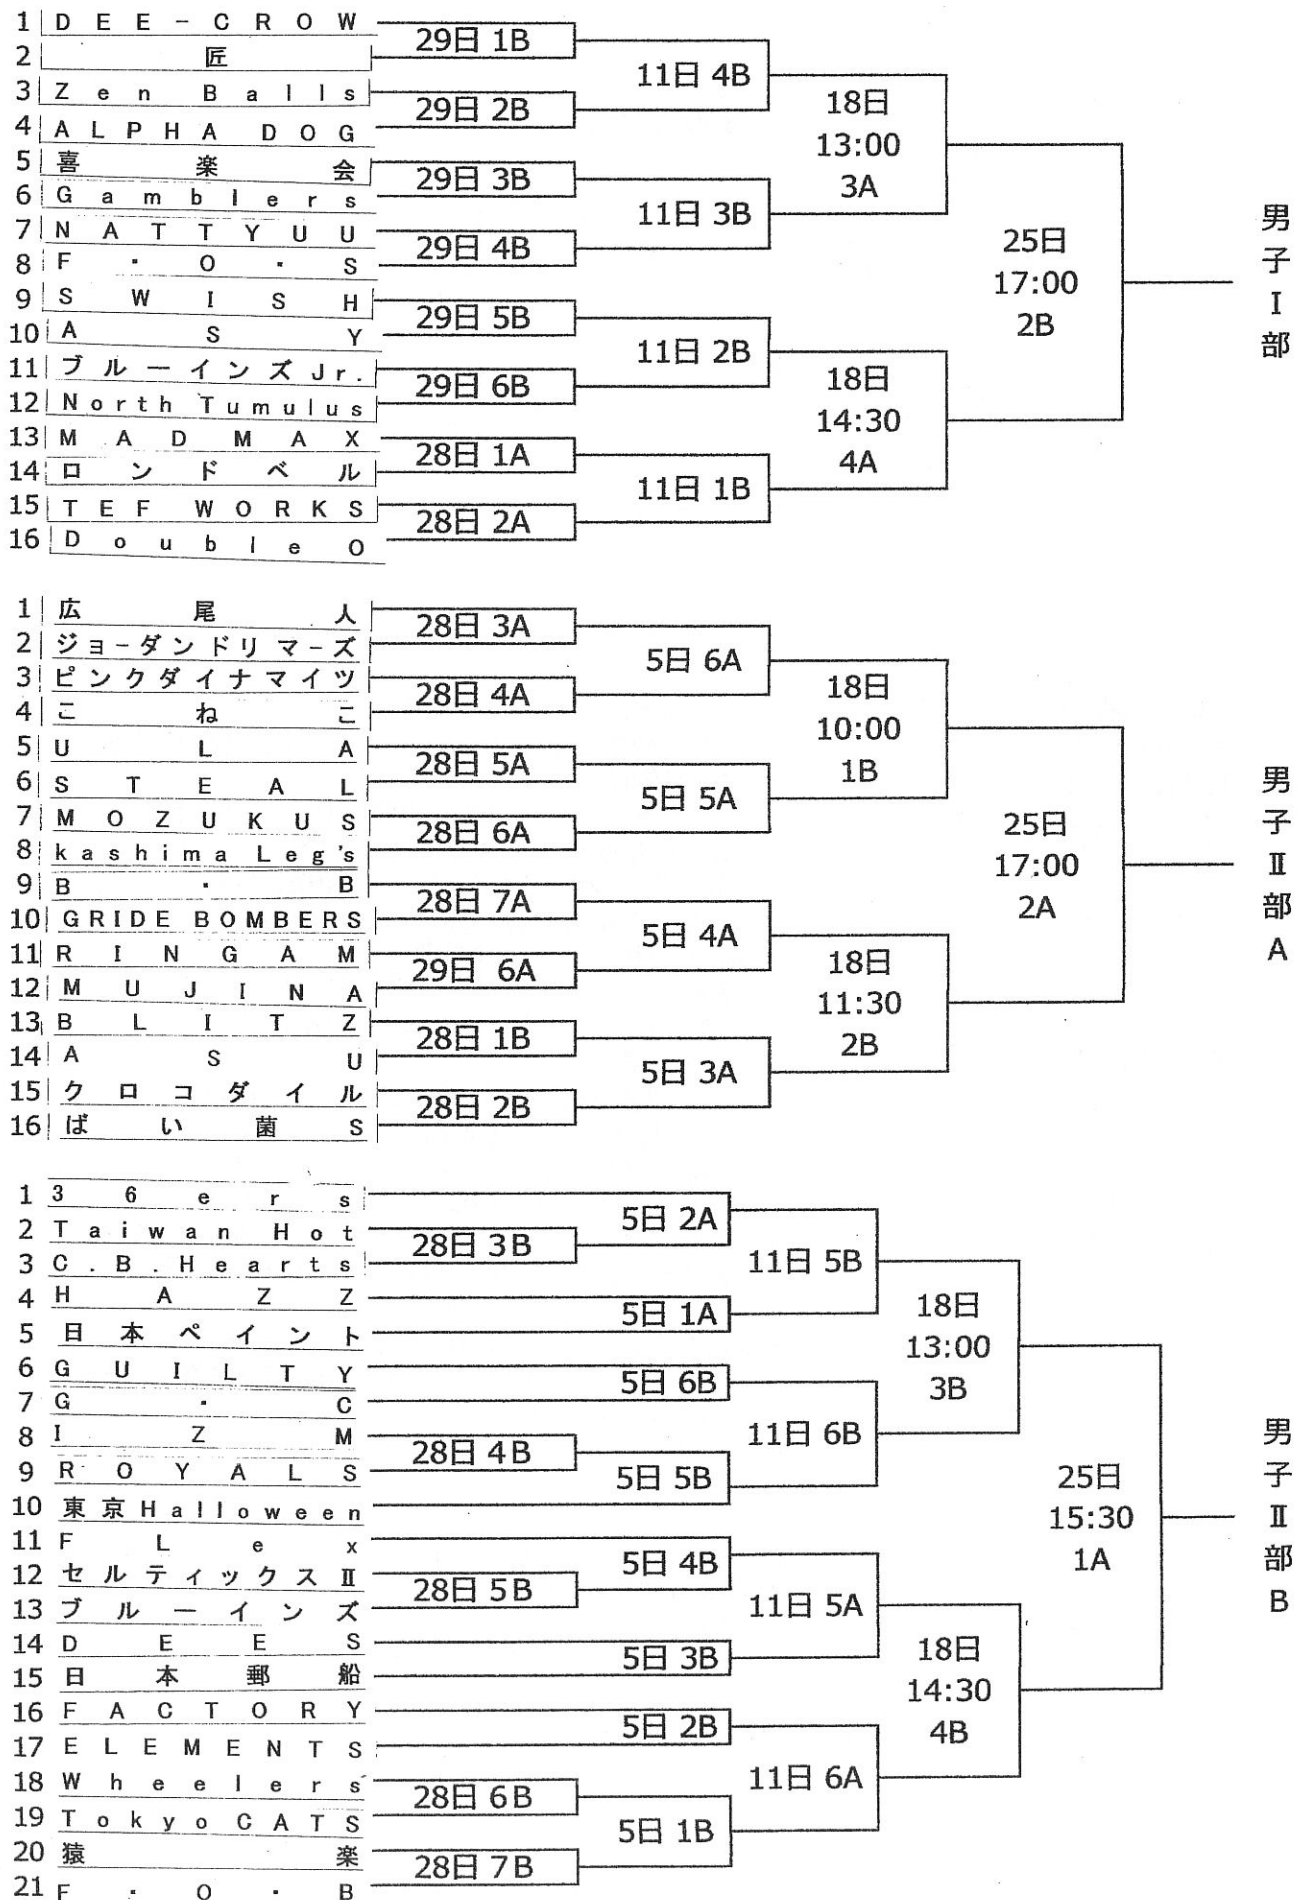 1 DEE-CROW
29日 1B
2 匠
11日 4B
3 Zen Balls
29日 2B
4 ALPHA DOG
18日
13:00
3A
5 喜楽会
29日 3B
6 Gamblers
11日 3B
7 NATTYUU
29日 4B
8 F・O・S
25日
17:00
2B
9 SWISH
29日 5B
10 ASY
11日 2B
11 ブルーインズJr.
29日 6B
12 North Tumulus
18日
14:30
4A
13 MAD MAX
28日 1A
14 ロンドベル
11日 1B
15 TEF WORKS
28日 2A
16 Double O
男子Ⅰ部
1 広尾人
28日 3A
2 ジョーダンドリマーズ
5日 6A
3 ピンクダイナマイツ
28日 4A
4 こねこ
18日
10:00
1B
5 ULA
28日 5A
6 STEAL
5日 5A
7 MOZUKUS
28日 6A
8 kashima Leg's
25日
17:00
2A
9 B・B
28日 7A
10 GRIDE BOMBERS
5日 4A
11 RINGAM
29日 6A
12 MUJINA
18日
11:30
2B
13 BLITZ
28日 1B
14 ASU
5日 3A
15 クロコダイル
28日 2B
16 ばい菌S
男子Ⅱ部A
1 36ers
5日 2A
2 Taiwan Hot
28日 3B
3 C.B.Hearts
11日 5B
4 HAZZ
5日 1A
5 日本ペイント
18日
13:00
3B
6 GUILTY
5日 6B
7 G・C
11日 6B
8 IZM
28日 4B
9 ROYALS
5日 5B
10 東京Halloween
25日
15:30
1A
11 FLex
5日 4B
12 セルティックスⅡ
28日 5B
13 ブルーインズ
11日 5A
14 DEES
5日 3B
15 日本郵船
18日
14:30
4B
16 FACTORY
5日 2B
17 ELEMENTS
11日 6A
18 Wheelers
28日 6B
19 Tokyo CATS
5日 1B
20 猿楽
28日 7B
21 F・O・B
男子Ⅱ部B